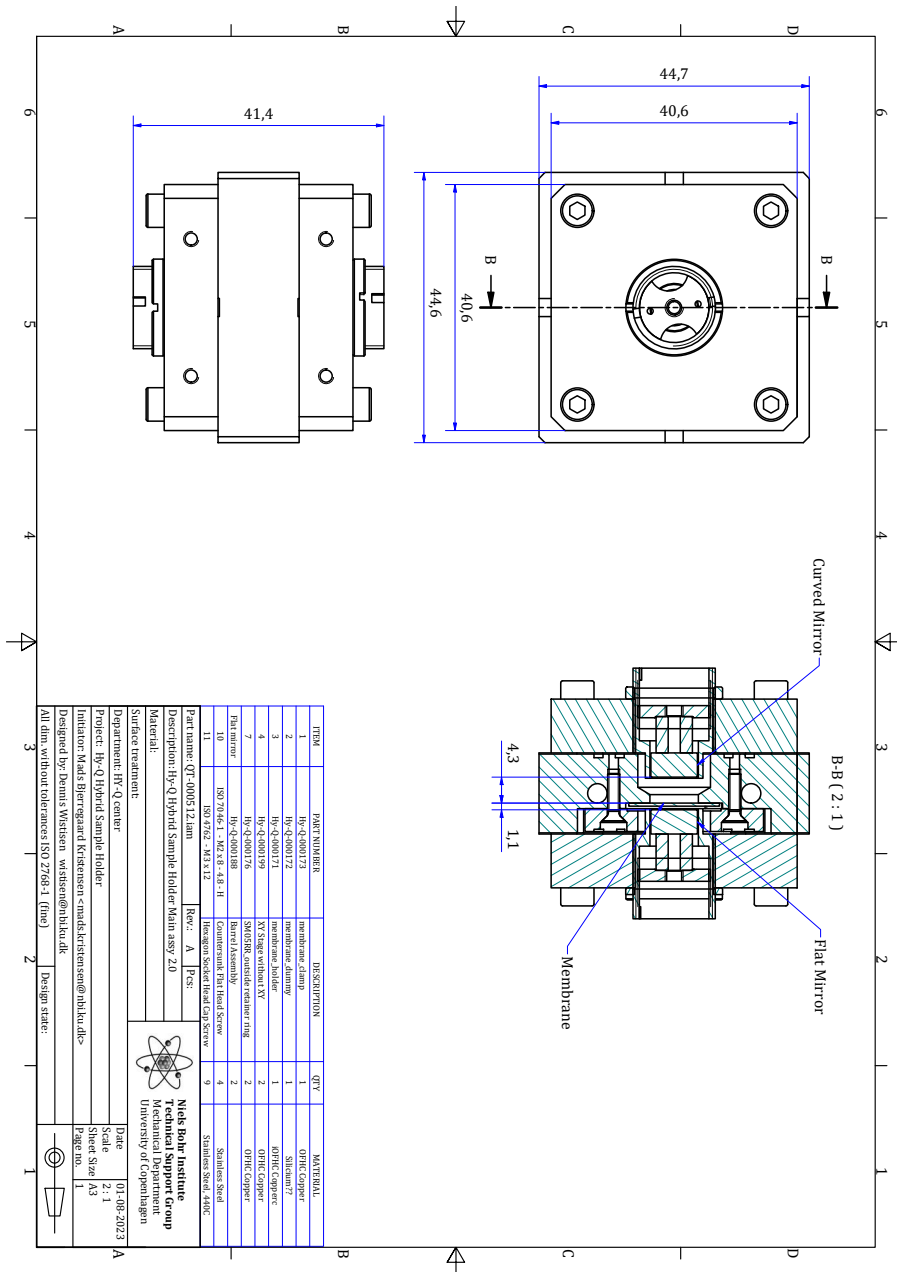 44,7
40,6
41,4
44,6
40,6
B
B
B-B ( 2 : 1 )
Curved Mirror
Flat Mirror
Membrane
4,3
1,1
ITEM PART NUMBER DESCRIPTION QTY MATERIAL
1 Hy-Q-000173 membrane_clamp 1 OFHC Copper
2 Hy-Q-000172 membrane_dummy 1 Silicium??
3 Hy-Q-000171 membrane_holder 1 iOFHC Copperc
4 Hy-Q-000199 XY Stage without XY 2 OFHC Copper
7 Hy-Q-000176 SM05RR_outside retainer ring 2 OFHC Copper
Flat mirror Hy-Q-000188 Barrel Assembly 2
10 ISO 7046-1 - M2 x 8 - 4.8 - H Countersunk Flat Head Screw 4 Stainless Steel
11 ISO 4762 - M3 x 12 Hexagon Socket Head Cap Screw 9 Stainless Steel, 440C
Part name: QT-000512.iam Rev.: A Pcs:
Description: Hy-Q Hybrid Sample Holder Main assy 2.0
Material:
Surface treatment:
Department: HY-Q center
Project: Hy-Q Hybrid Sample Holder
Initiator: Mads Bjerregaard Kristensen <mads.kristensen@nbi.ku.dk>
Designed by: Dennis Wistisen wistisen@nbi.ku.dk
All dim. without tolerances ISO 2768-1 (fine) Design state:
Niels Bohr Institute
Technical Support Group
Mechanical Department
University of Copenhagen
Date 01-08-2023
Scale 2 : 1
Sheet Size A3
Page no. 1
6
5
4
3
2
1
6
5
4
3
2
1
A
B
C
D
A
B
C
D